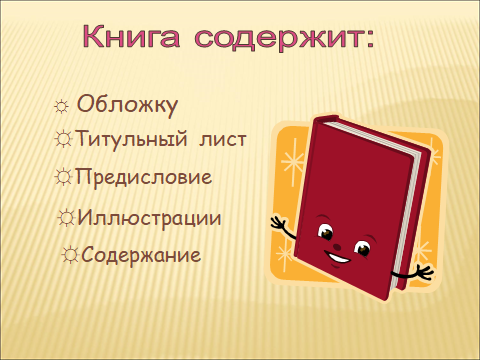 Книга содержит:
Обложку
Титульный лист
Предисловие
Иллюстрации
Содержание